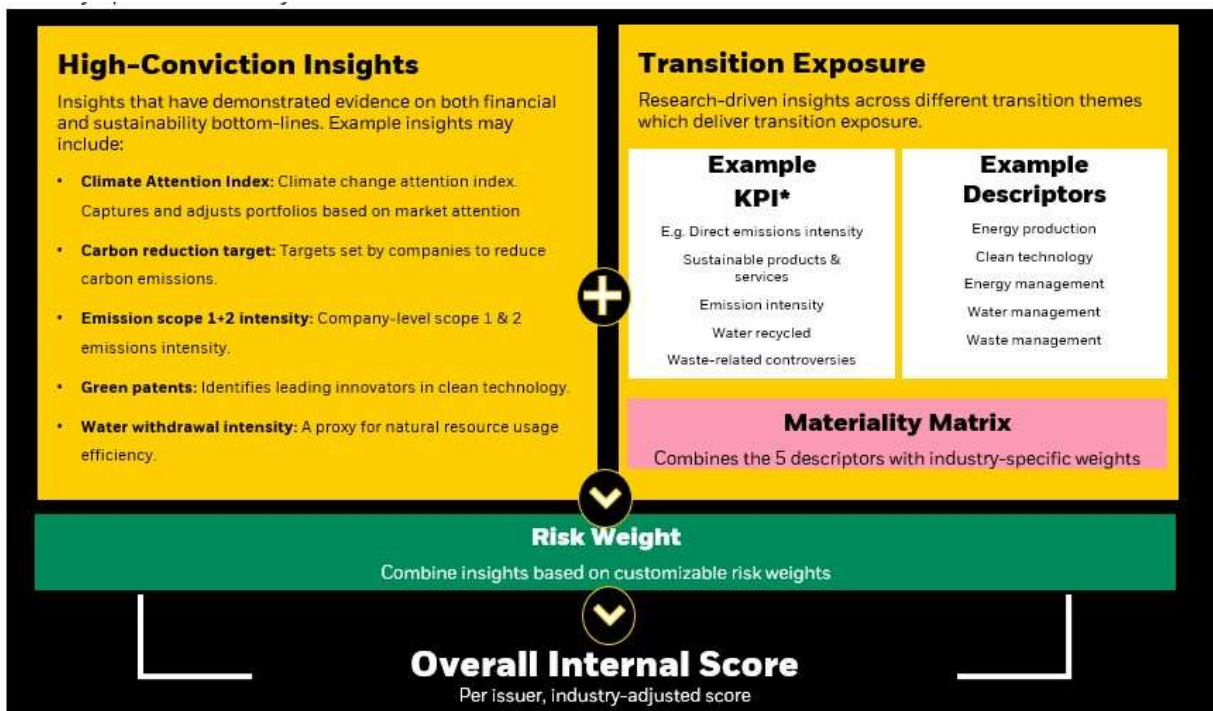 High-Conviction Insights
Insights that have demonstrated evidence on both financial
and sustainability bottom-lines. Example insights may
include:
• Climate Attention Index: Climate change attention index.
Captures and adjusts portfolios based on market attention
• Carbon reduction target: Targets set by companies to reduce
carbon emissions.
• Emission scope 1+2 intensity: Company-level scope 1 & 2
emissions intensity.
• Green patents: Identifies leading innovators in clean technology.
• Water withdrawal intensity: A proxy for natural resource usage
efficiency.
Transition Exposure
Research-driven insights across different transition themes
which deliver transition exposure.
Example
KPI*
E.g. Direct emissions intensity
Sustainable products &
services
Emission intensity
Water recycled
Waste-related controversies
Example
Descriptors
Energy production
Clean technology
Energy management
Water management
Waste management
Materiality Matrix
Combines the 5 descriptors with industry-specific weights
Risk Weight
Combine insights based on customizable risk weights
Overall Internal Score
Per issuer, industry-adjusted score